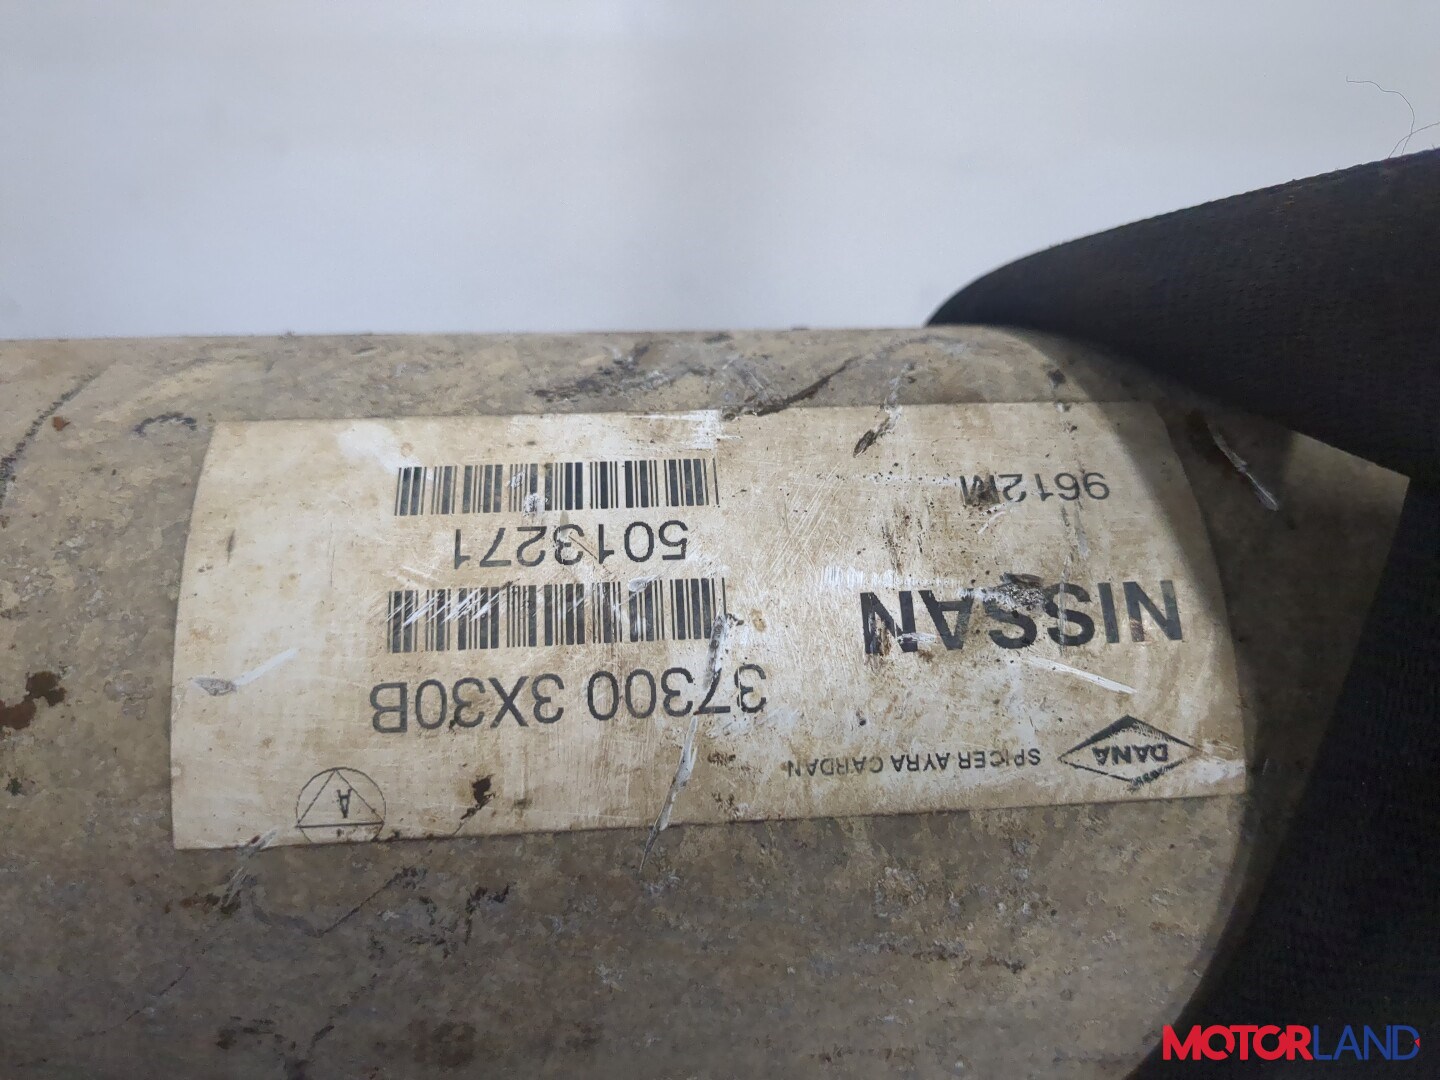 DANA
SPICER AYRA CARDAN
A
37300 3X30B
NISSAN
5013271
9612M
MOTORLAND